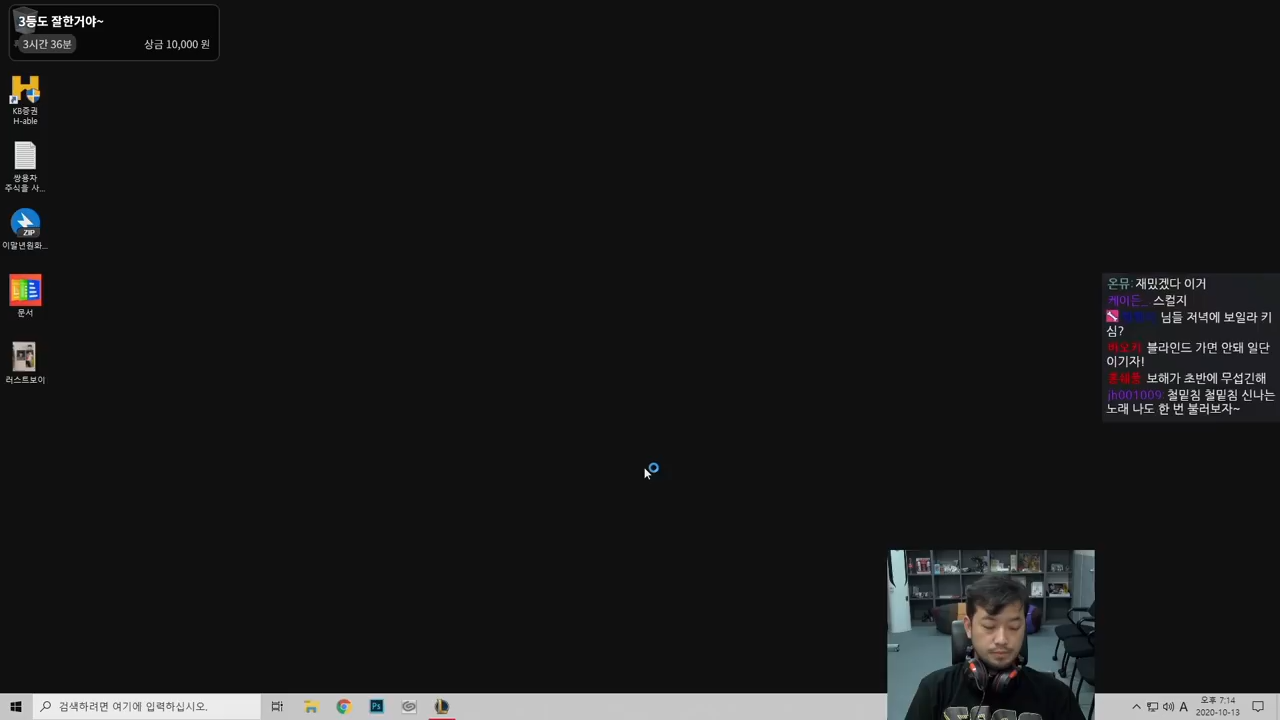 3등도 잘한거야~
3시간 36분
상금 10,000 원
KB증권
H-able
쌍용자
주식을 사...
ZIP
이말년원화...
문서
러스트보이
온뮤: 재밌겠다 이거
케이든_ 스컬지
님들 저녁에 보일라 키
심?
블라인드 가면 안돼 일단
이기자!
보해가 초반에 무섭긴해
jh001009: 철밑침 철밑침 신나는
노래 나도 한 번 불러보자~
검색하려면 여기에 입력하십시오.
Ps
A
오후 7:14
2020-10-13